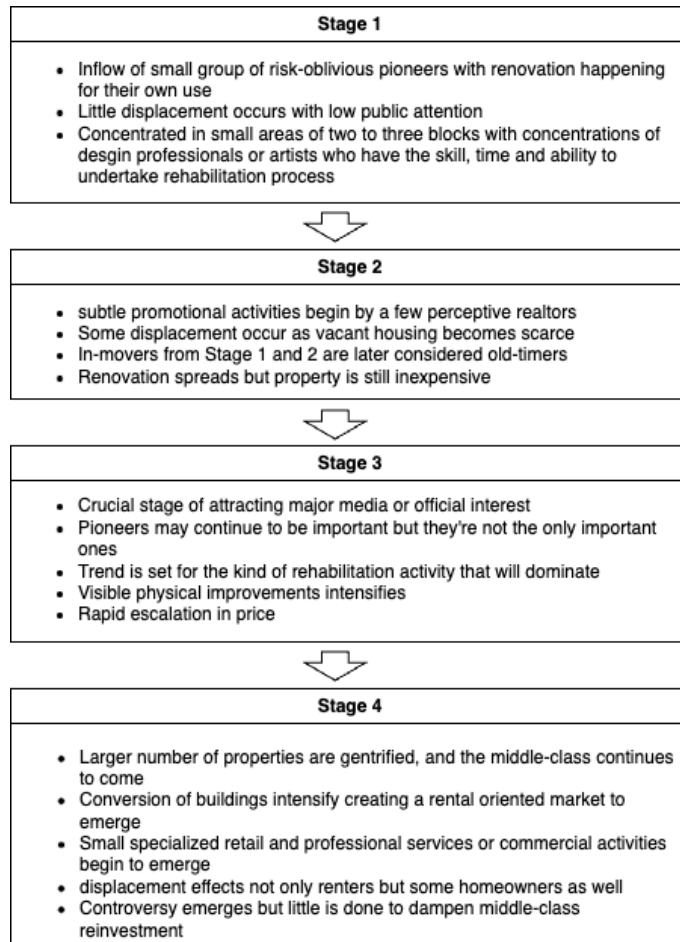 Stage 1
• Inflow of small group of risk-oblivious pioneers with renovation happening
for their own use
• Little displacement occurs with low public attention
• Concentrated in small areas of two to three blocks with concentrations of
desgin professionals or artists who have the skill, time and ability to
undertake rehabilitation process
Stage 2
• subtle promotional activities begin by a few perceptive realtors
• Some displacement occur as vacant housing becomes scarce
• In-movers from Stage 1 and 2 are later considered old-timers
• Renovation spreads but property is still inexpensive
Stage 3
• Crucial stage of attracting major media or official interest
• Pioneers may continue to be important but they're not the only important
ones
• Trend is set for the kind of rehabilitation activity that will dominate
• Visible physical improvements intensifies
• Rapid escalation in price
Stage 4
• Larger number of properties are gentrified, and the middle-class continues
to come
• Conversion of buildings intensify creating a rental oriented market to
emerge
• Small specialized retail and professional services or commercial activities
begin to emerge
• displacement effects not only renters but some homeowners as well
• Controversy emerges but little is done to dampen middle-class
reinvestment